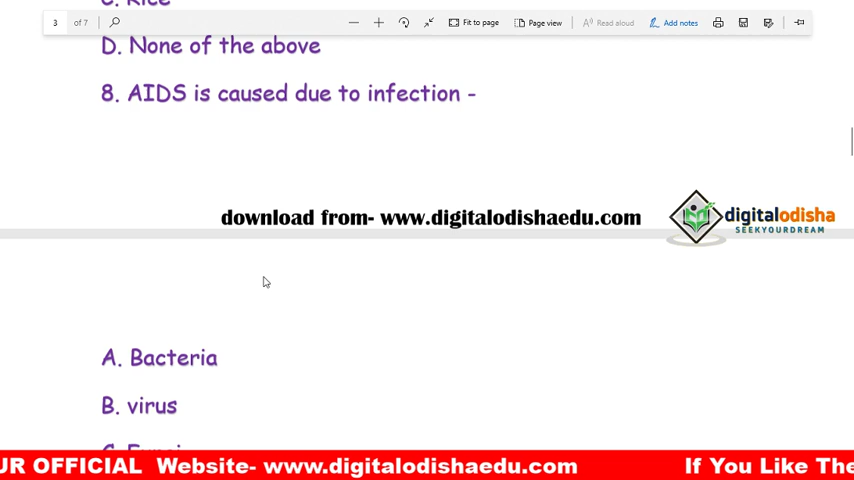 C. Rice
3 of 7 Fit to page Page view Read aloud Add notes
D. None of the above
8. AIDS is caused due to infection -
download from- www.digitalodishaedu.com
digitalodisha
SEEKYOURDREAM
A. Bacteria
B. virus
C. Fungi
UR OFFICIAL Website- www.digitalodishaedu.com If You Like The